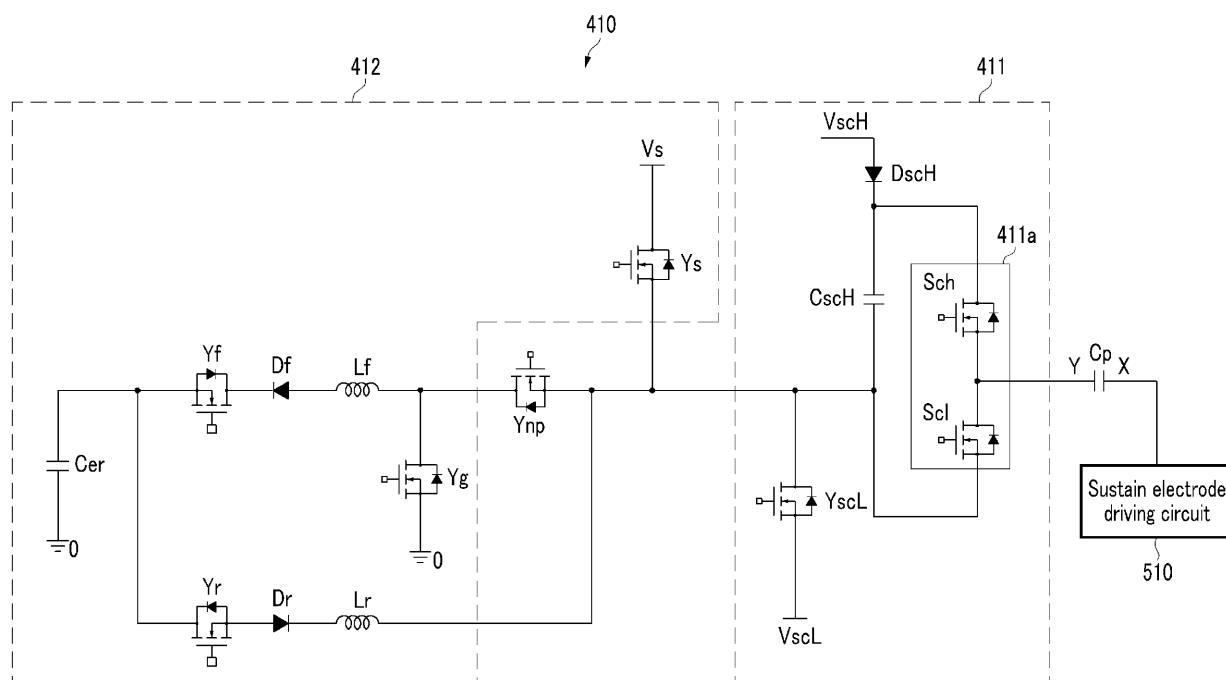 410
412
411
VscH
Vs
DscH
411a
Ys
Sch
CscH
Yf
Df
Lf
Y
Cp
X
Ynp
Scl
Cer
Yg
YscL
Sustain electrode
driving circuit
0
0
510
Yr
Dr
Lr
VscL